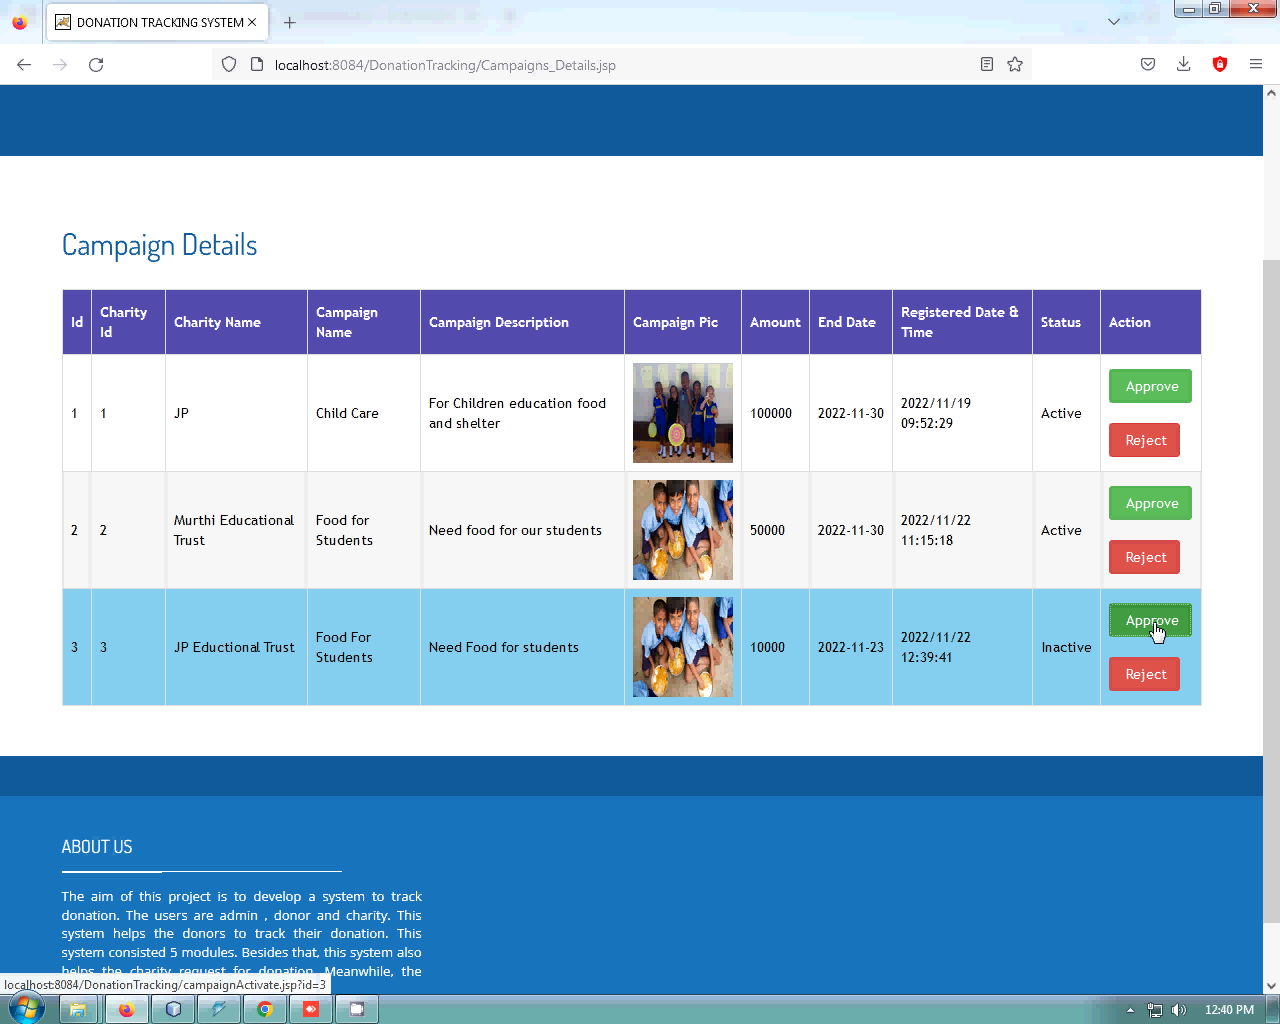 DONATION TRACKING SYSTEM
localhost:8084/DonationTracking/Campaigns_Details.jsp
Campaign Details
Id Charity Id Charity Name Campaign Name Campaign Description Campaign Pic Amount End Date Registered Date & Time Status Action
1 1 JP Child Care For Children education food and shelter 100000 2022-11-30 2022/11/19 09:52:29 Active Approve
Reject
2 2 Murthi Educational Trust Food for Students Need food for our students 50000 2022-11-30 2022/11/22 11:15:18 Active Approve
Reject
3 3 JP Eductional Trust Food For Students Need Food for students 10000 2022-11-23 2022/11/22 12:39:41 Inactive Approve
Reject
ABOUT US
The aim of this project is to develop a system to track
donation. The users are admin , donor and charity. This
system helps the donors to track their donation. This
system consisted 5 modules. Besides that, this system also
helps the charity request for donation. Meanwhile, the
localhost:8084/DonationTracking/campaignActivate.jsp?id=3
12:40 PM